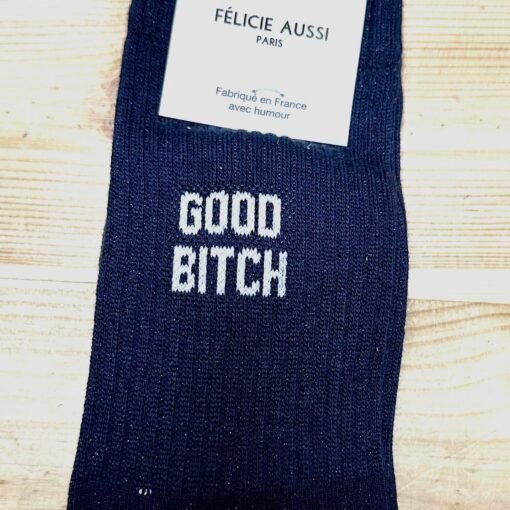 FÉLICIE AUSSI
PARIS
Fabriqué en France
avec humour
GOOD
BITCH